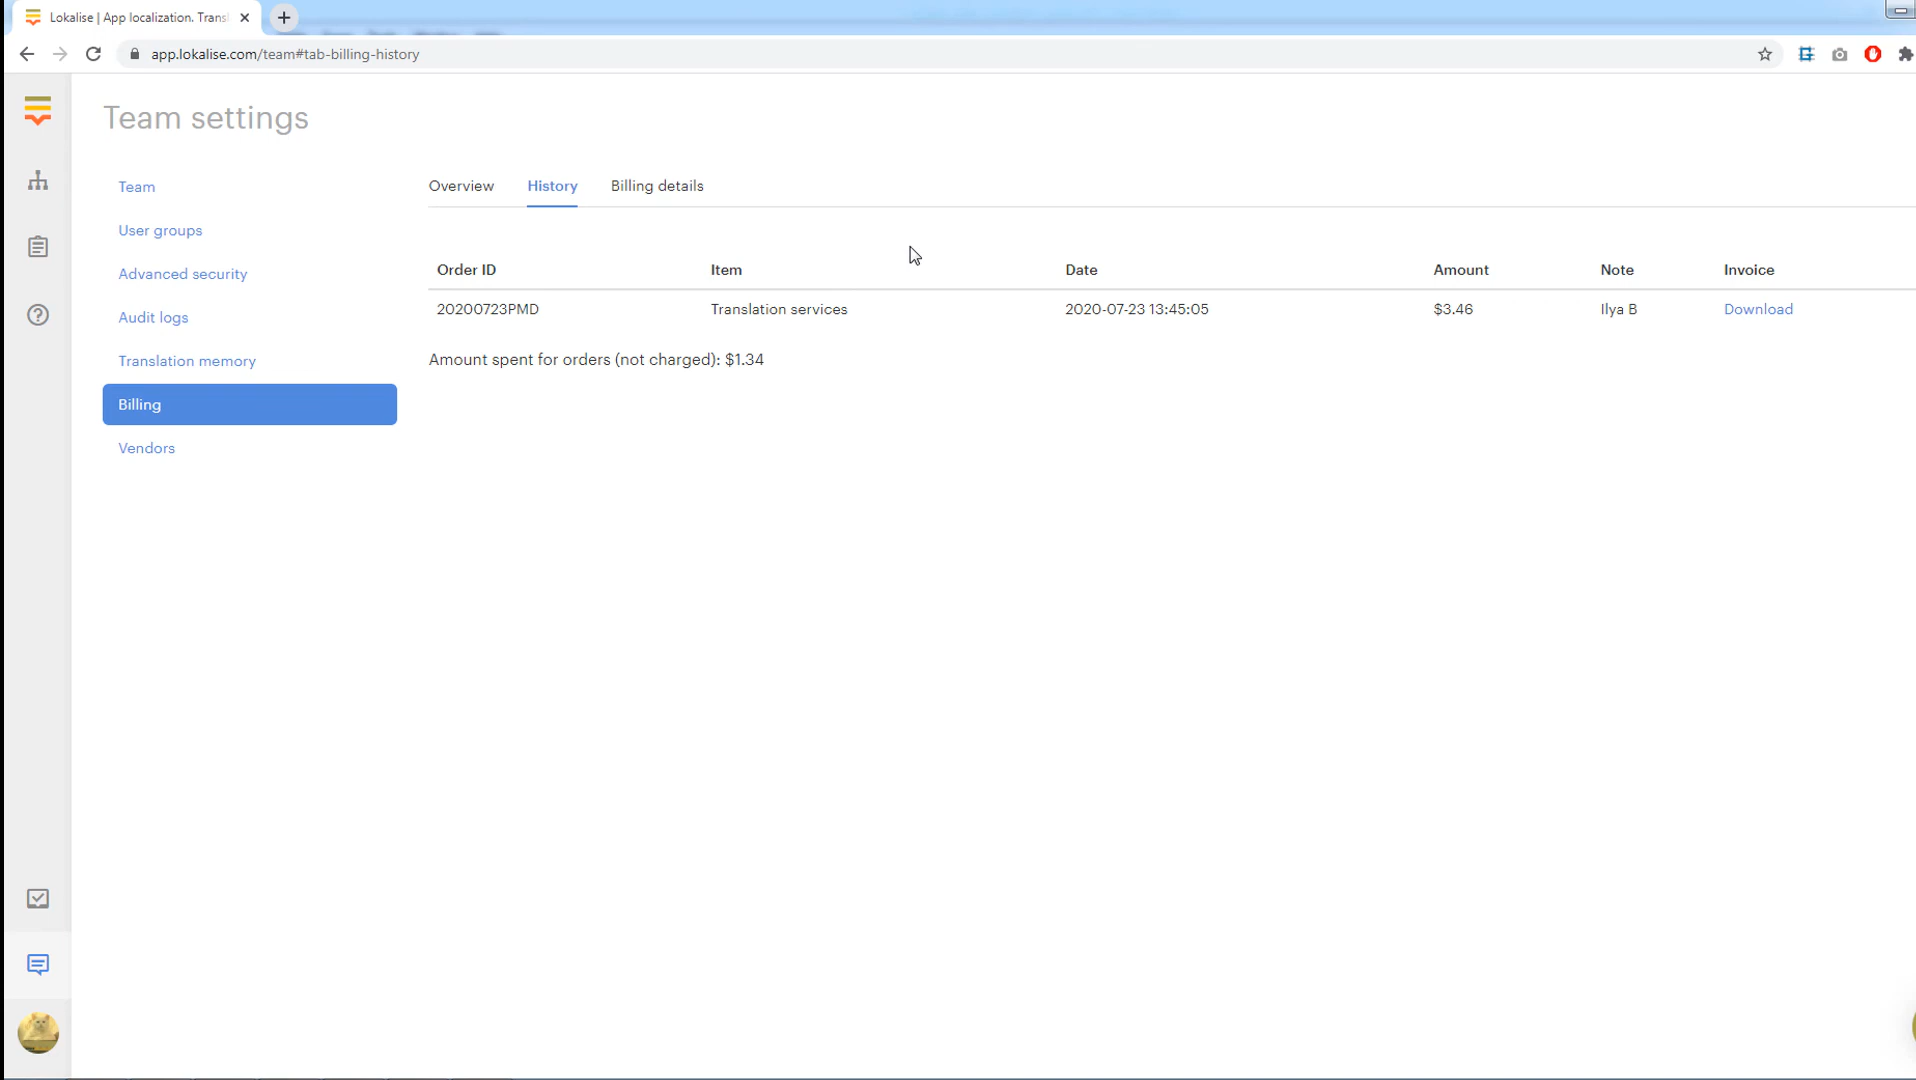 Lokalise | App localization. Trans
app.lokalise.com/team#tab-billing-history
Team settings
Team
User groups
Advanced security
Audit logs
Translation memory
Billing
Vendors
Overview History Billing details
Order ID Item Date Amount Note Invoice
20200723PMD Translation services 2020-07-23 13:45:05 $3.46 Ilya B Download
Amount spent for orders (not charged): $1.34